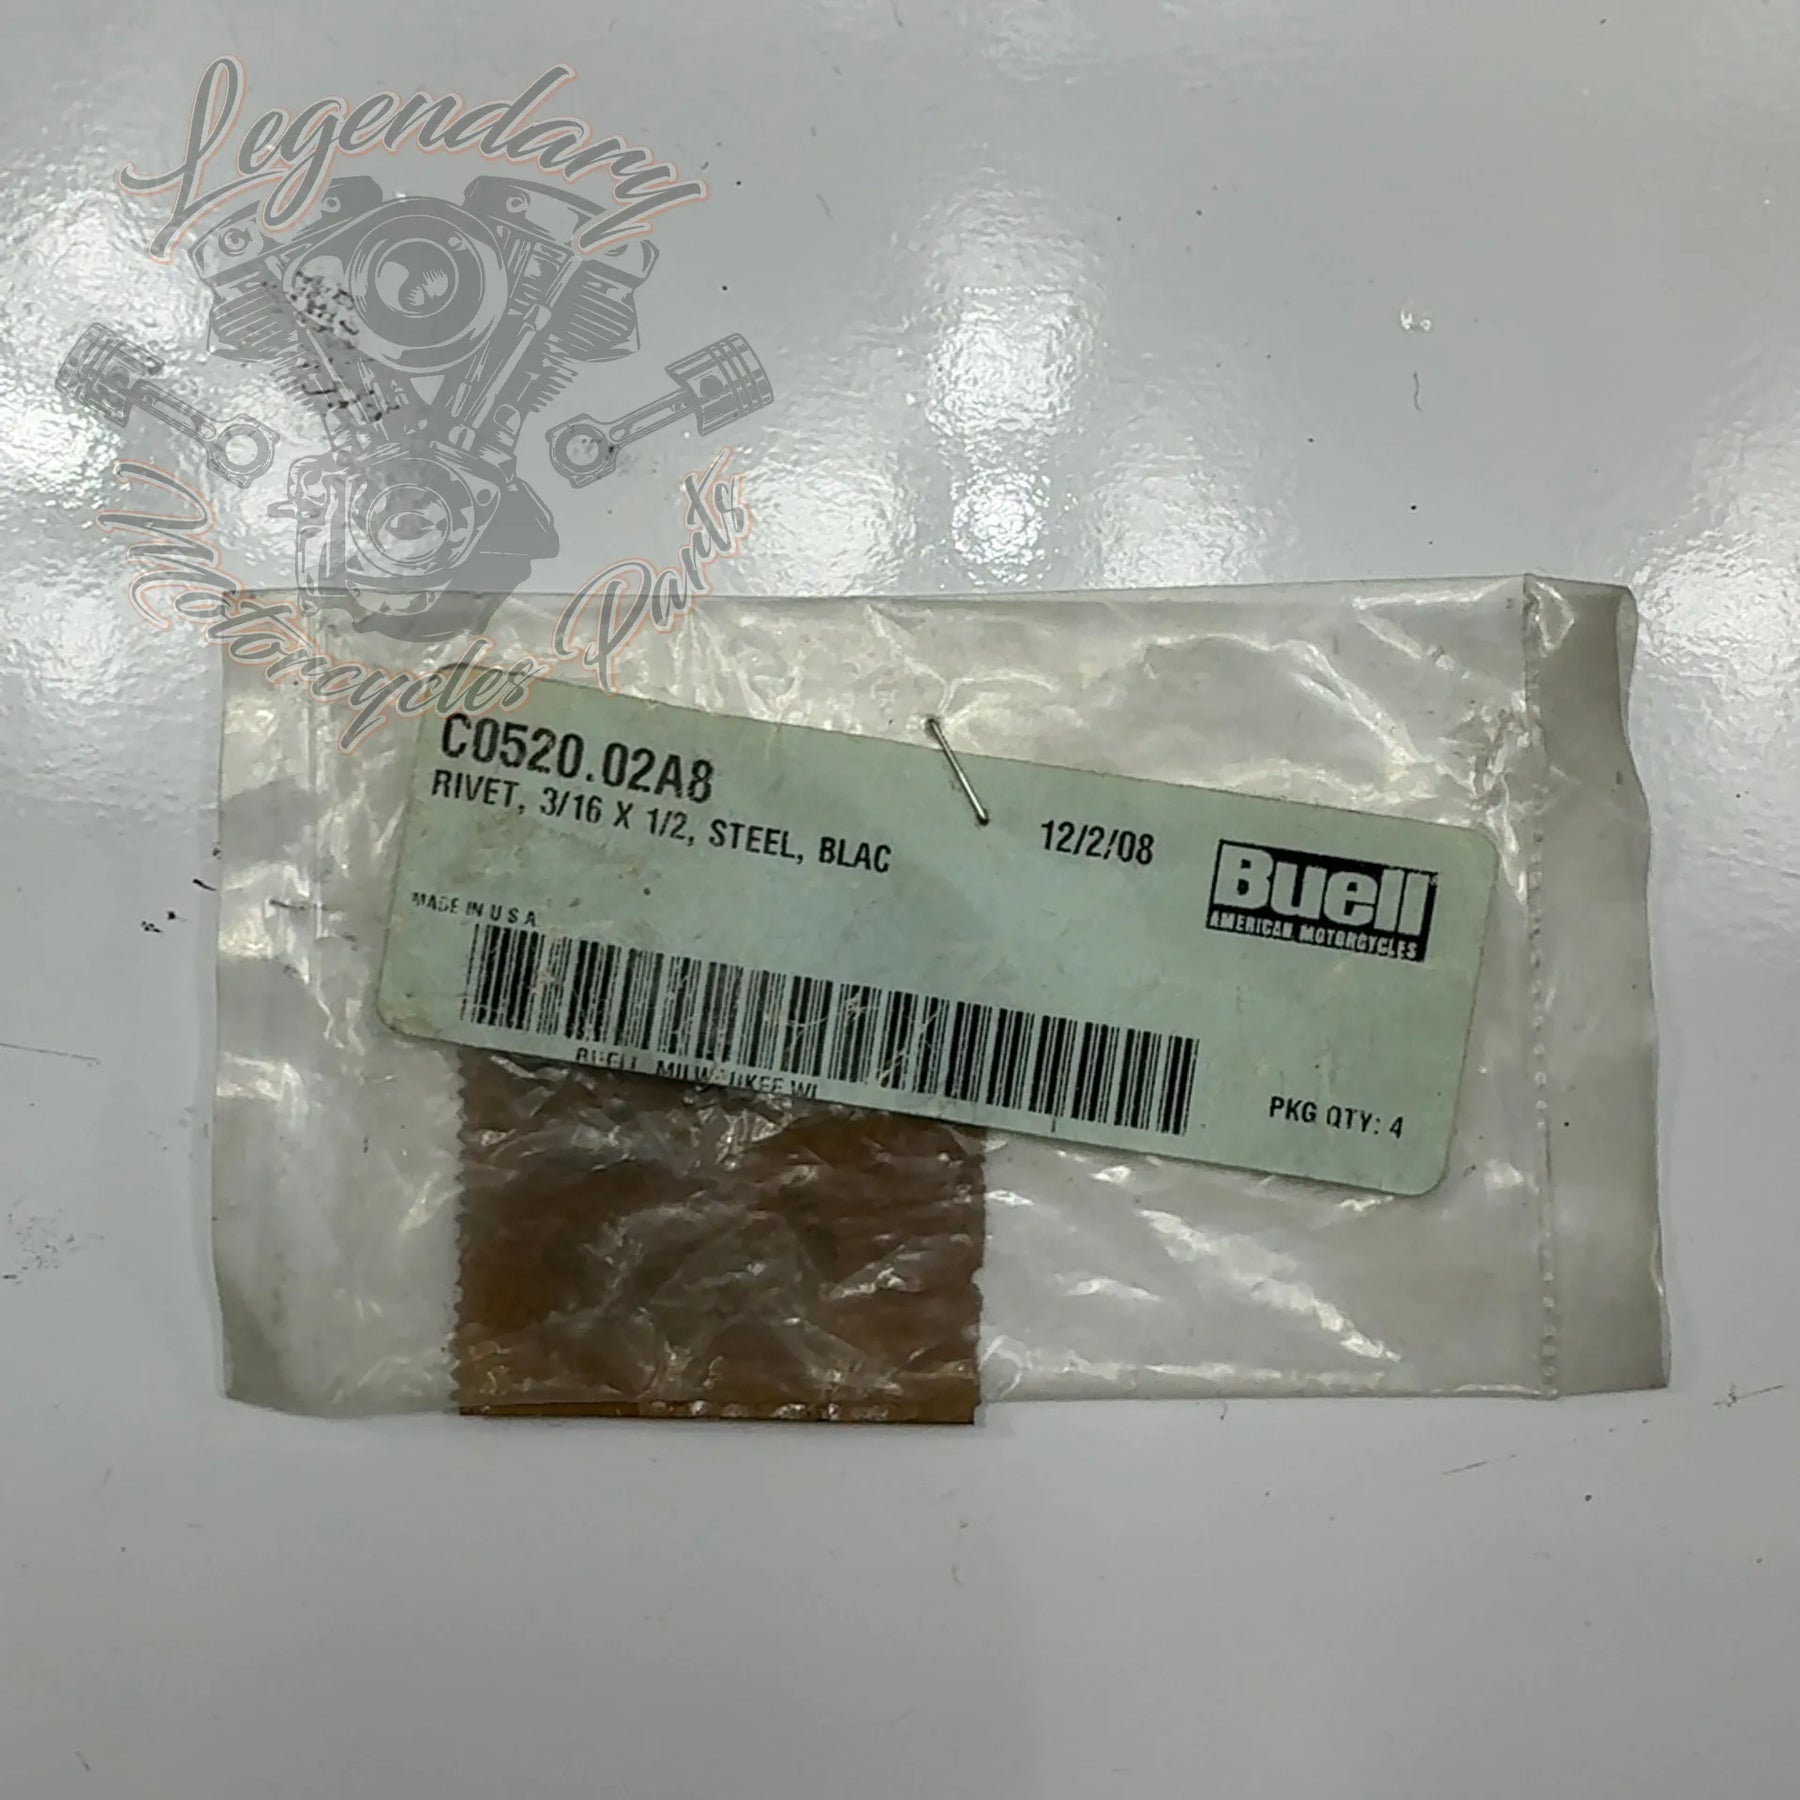 Legendary
Motorcycles Parts
C0520.02A8
RIVET, 3/16 X 1/2, STEEL, BLAC
12/2/08
Buell
AMERICAN MOTORCYCLES
MADE IN U S A
BUELL, MILWAUKEE WI
PKG QTY: 4